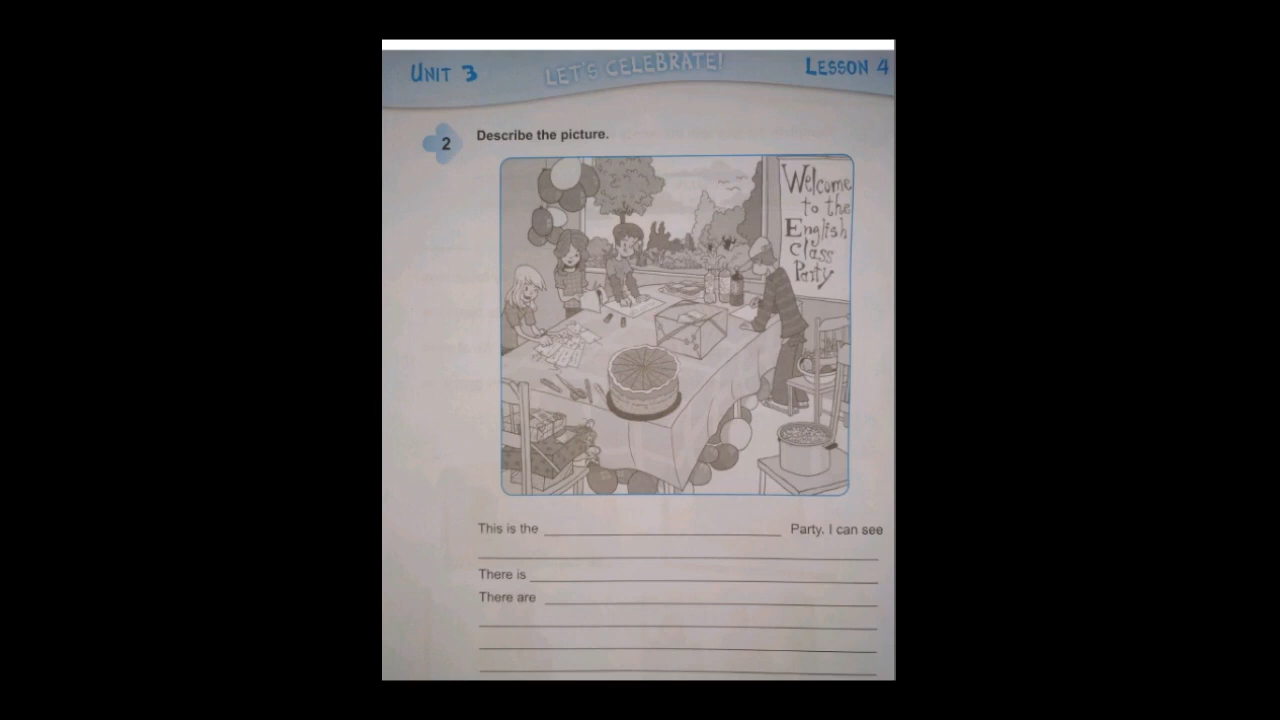 UNIT 3
LET'S CELEBRATE!
LESSON 4
2
Describe the picture.
Welcome
to the
English
class
Party
This is the Party. I can see
There is
There are